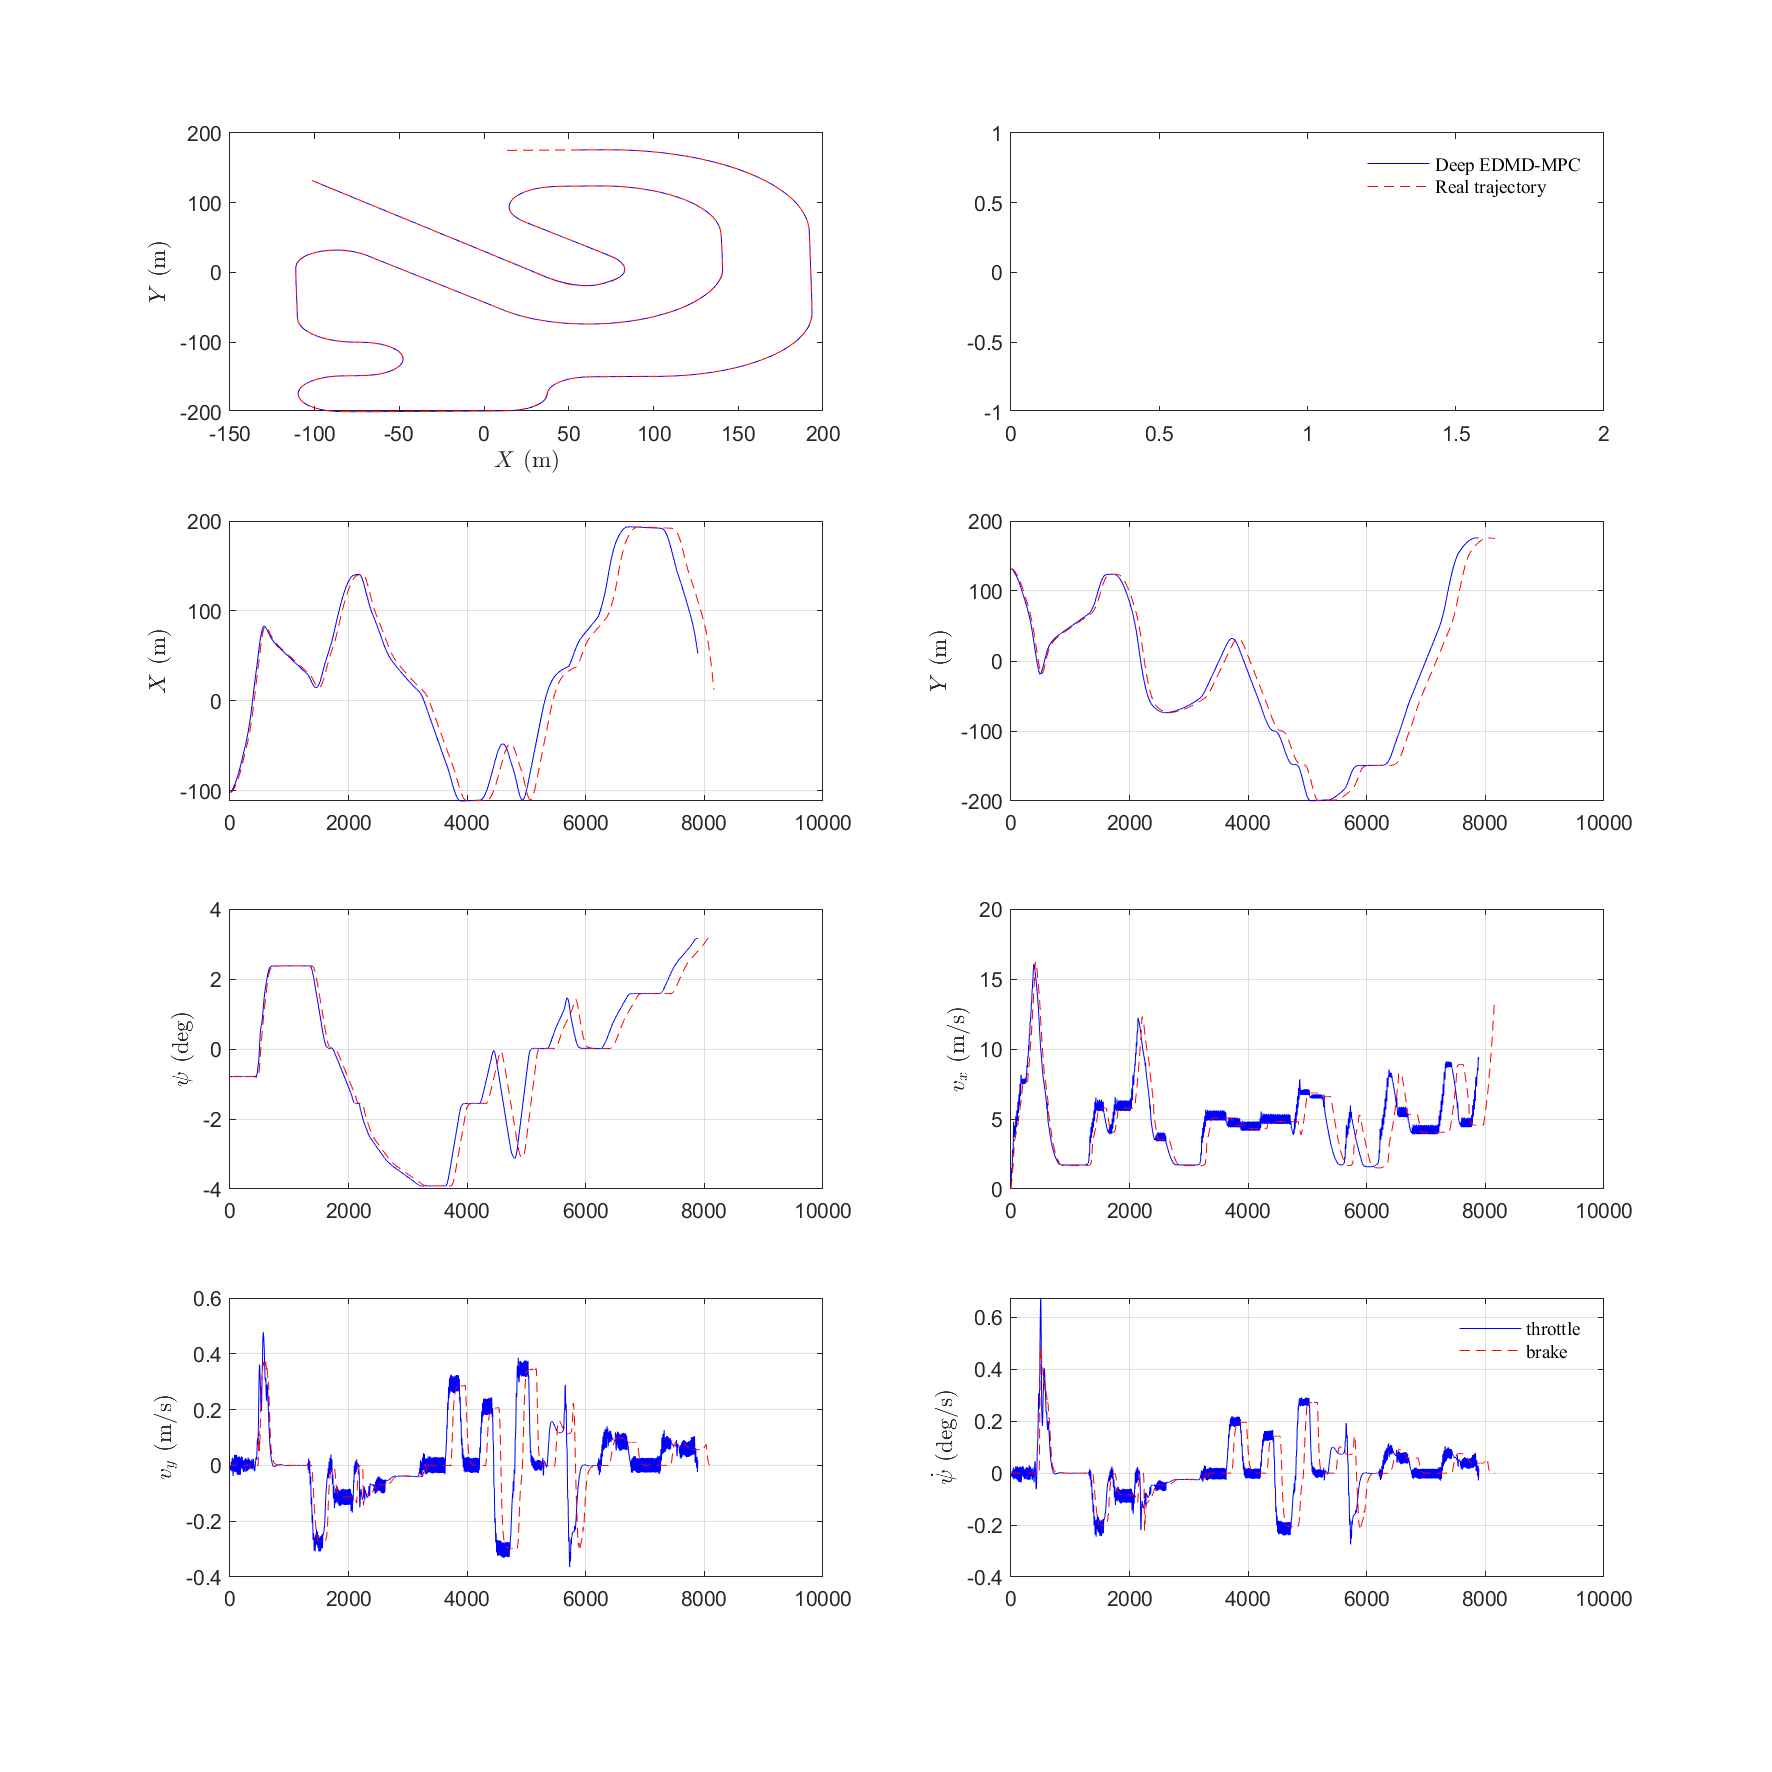 200
100
0
-100
-200
-150 -100 -50 0 50 100 150 200
Y (m)
X (m)
1
0.5
0
-0.5
-1
0 0.5 1 1.5 2
Deep EDMD-MPC
Real trajectory
200
100
0
-100
0 2000 4000 6000 8000 10000
X (m)
200
100
0
-100
-200
0 2000 4000 6000 8000 10000
Y (m)
4
2
0
-2
-4
0 2000 4000 6000 8000 10000
ψ (deg)
20
15
10
5
0
0 2000 4000 6000 8000 10000
vₓ (m/s)
0.6
0.4
0.2
0
-0.2
-0.4
0 2000 4000 6000 8000 10000
v_y (m/s)
0.6
0.4
0.2
0
-0.2
-0.4
0 2000 4000 6000 8000 10000
ψ̇ (deg/s)
throttle
brake